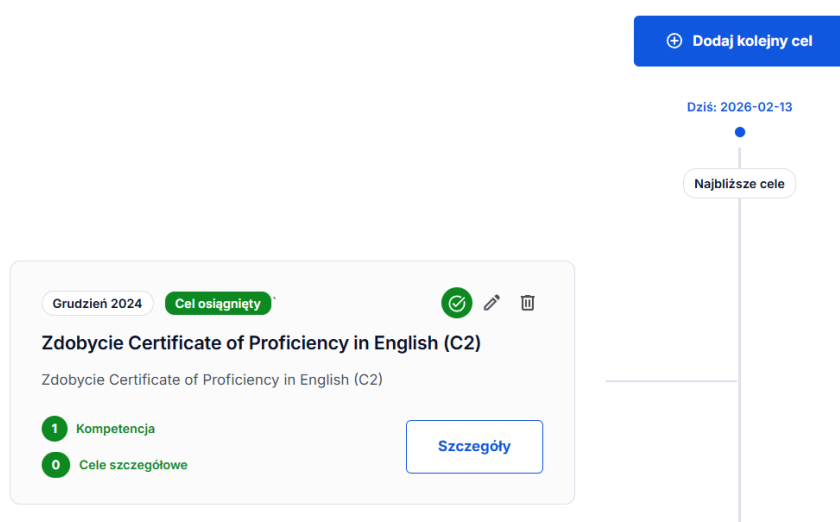 Dodaj kolejny cel
Dziś: 2026-02-13
Najbliższe cele
Grudzień 2024 Cel osiągnięty `
Zdobycie Certificate of Proficiency in English (C2)
Zdobycie Certificate of Proficiency in English (C2)
1 Kompetencja
0 Cele szczegółowe
Szczegóły